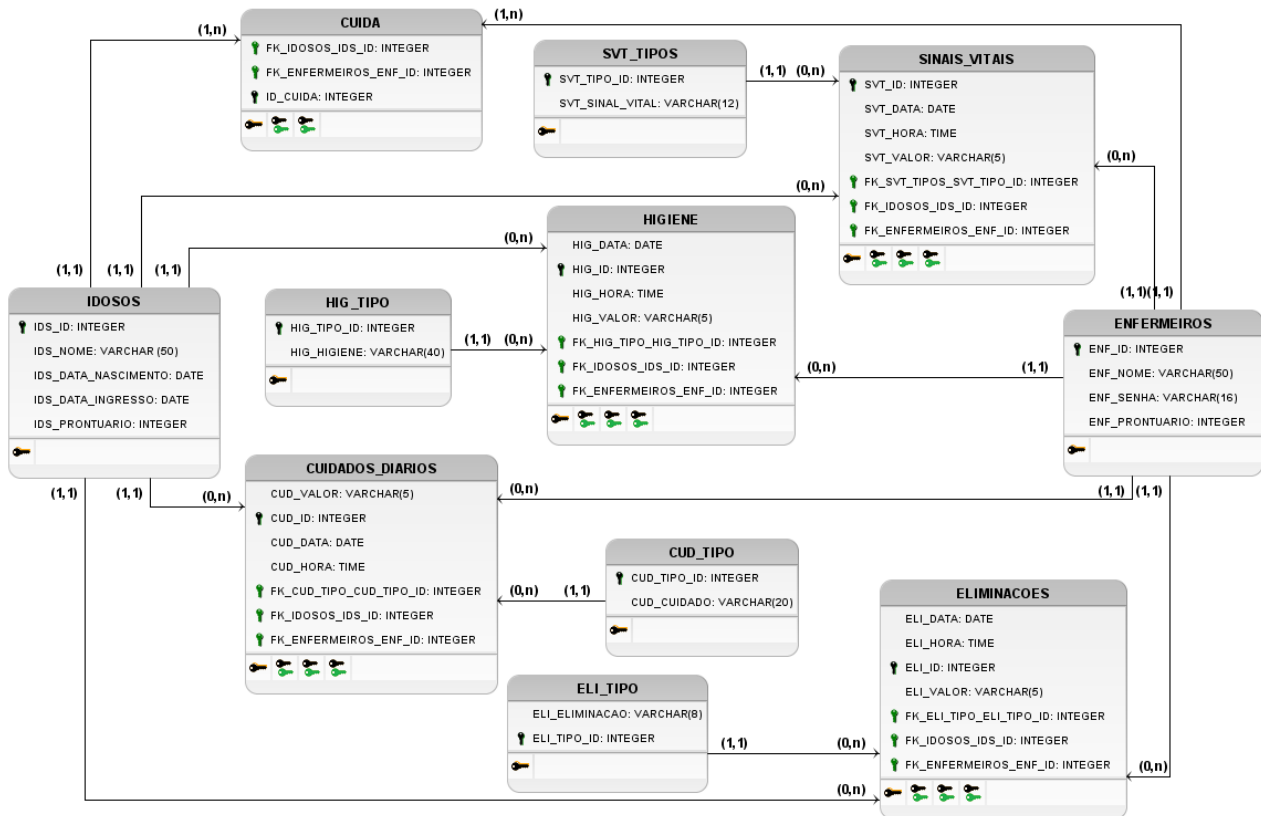 (1,n)
CUIDA
FK_IDOSOS_IDS_ID: INTEGER
FK_ENFERMEIROS_ENF_ID: INTEGER
ID_CUIDA: INTEGER
(1,n)
SVT_TIPOS
SVT_TIPO_ID: INTEGER
SVT_SINAL_VITAL: VARCHAR(12)
(1,1) (0,n)
SINAIS_VITAIS
SVT_ID: INTEGER
SVT_DATA: DATE
SVT_HORA: TIME
SVT_VALOR: VARCHAR(5)
FK_SVT_TIPOS_SVT_TIPO_ID: INTEGER
FK_IDOSOS_IDS_ID: INTEGER
FK_ENFERMEIROS_ENF_ID: INTEGER
(0,n)
(0,n)
(0,n)
HIGIENE
HIG_DATA: DATE
HIG_ID: INTEGER
HIG_HORA: TIME
HIG_VALOR: VARCHAR(5)
FK_HIG_TIPO_HIG_TIPO_ID: INTEGER
FK_IDOSOS_IDS_ID: INTEGER
FK_ENFERMEIROS_ENF_ID: INTEGER
(1,1) (1,1) (1,1)
IDOSOS
IDS_ID: INTEGER
IDS_NOME: VARCHAR (50)
IDS_DATA_NASCIMENTO: DATE
IDS_DATA_INGRESSO: DATE
IDS_PRONTUARIO: INTEGER
HIG_TIPO
HIG_TIPO_ID: INTEGER
HIG_HIGIENE: VARCHAR(40)
(1,1) (0,n)
(1,1)(1,1)
ENFERMEIROS
ENF_ID: INTEGER
ENF_NOME: VARCHAR(50)
ENF_SENHA: VARCHAR(16)
ENF_PRONTUARIO: INTEGER
(0,n) (1,1)
(1,1) (1,1) (0,n)
CUIDADOS_DIARIOS
CUD_VALOR: VARCHAR(5)
CUD_ID: INTEGER
CUD_DATA: DATE
CUD_HORA: TIME
FK_CUD_TIPO_CUD_TIPO_ID: INTEGER
FK_IDOSOS_IDS_ID: INTEGER
FK_ENFERMEIROS_ENF_ID: INTEGER
(0,n) (1,1) (1,1)
CUD_TIPO
CUD_TIPO_ID: INTEGER
CUD_CUIDADO: VARCHAR(20)
(0,n) (1,1)
ELIMINACOES
ELI_DATA: DATE
ELI_HORA: TIME
ELI_ID: INTEGER
ELI_VALOR: VARCHAR(5)
FK_ELI_TIPO_ELI_TIPO_ID: INTEGER
FK_IDOSOS_IDS_ID: INTEGER
FK_ENFERMEIROS_ENF_ID: INTEGER
ELI_TIPO
ELI_ELIMINACAO: VARCHAR(8)
ELI_TIPO_ID: INTEGER
(1,1) (0,n)
(0,n)
(0,n)